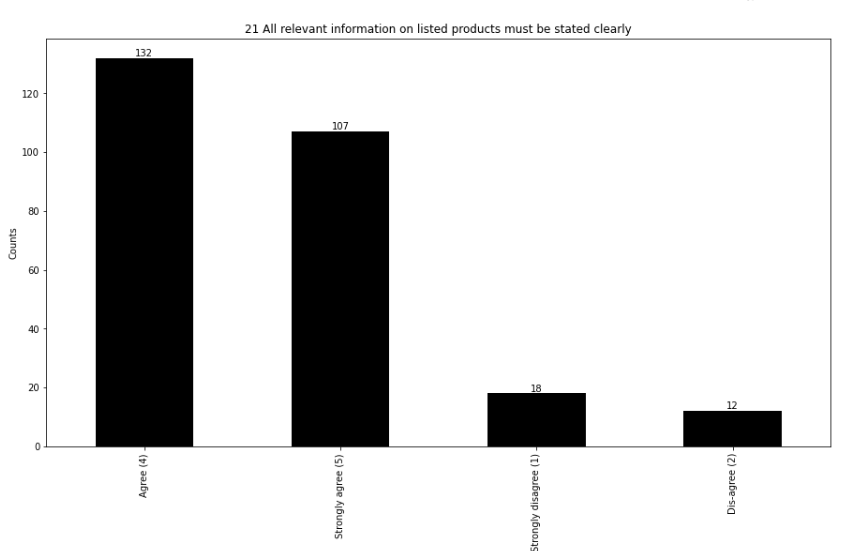 21 All relevant information on listed products must be stated clearly
132
107
18
12
120
100
80
60
40
20
0
Counts
Agree (4)
Strongly agree (5)
Strongly disagree (1)
Dis-agree (2)